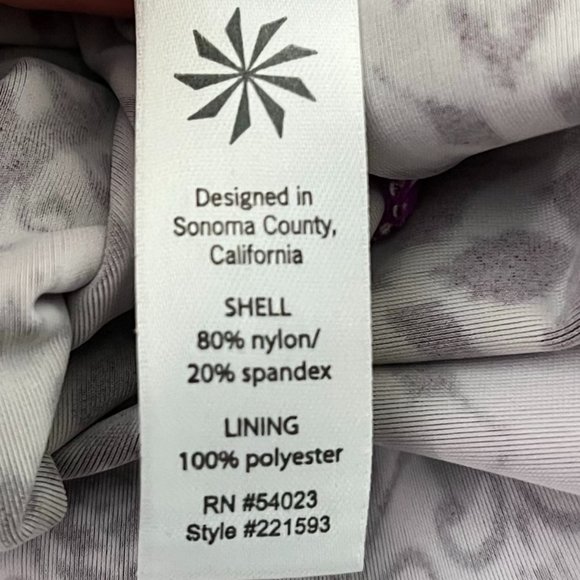 Designed in
Sonoma County,
California
SHELL
80% nylon/
20% spandex
LINING
100% polyester
RN #54023
Style #221593